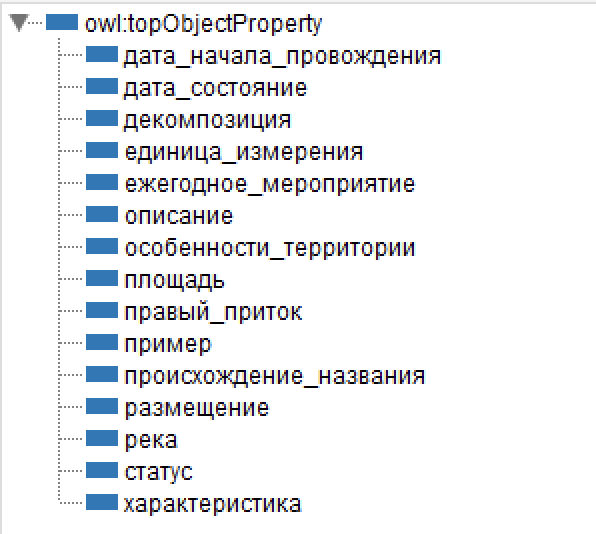 owl:topObjectProperty
дата_начала_провождения
дата_состояние
декомпозиция
единица_измерения
ежегодное_мероприятие
описание
особенности_территории
площадь
правый_приток
пример
происхождение_названия
размещение
река
статус
характеристика